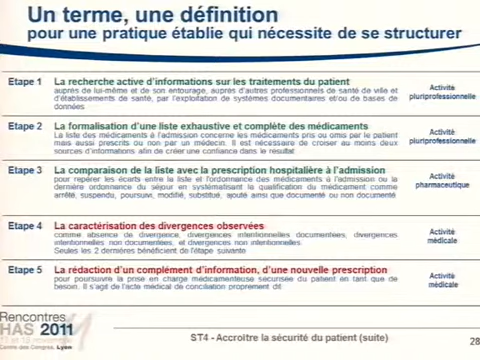 Un terme, une définition
pour une pratique établie qui nécessite de se structurer
Etape 1 La recherche active d'informations sur les traitements du patient
auprès de lui-même et de son entourage, auprès d'autres professionnels de santé de ville et
d'établissements de santé, par l'exploitation de systèmes documentaires et/ou de bases de
données
Activité
pluriprofessionnelle
Etape 2 La formalisation d'une liste exhaustive et complète des médicaments
La liste des médicaments à l'admission concerne les médicaments pris ou omis par le patient
mais aussi prescrits ou non par un médecin. Il est nécessaire de croiser au moins deux
sources d'informations afin de créer une confiance dans le résultat
Activité
pluriprofessionnelle
Etape 3 La comparaison de la liste avec la prescription hospitalière à l'admission
pour repérer les écarts entre la liste et l'ordonnance des médicaments à l'admission ou la
dernière ordonnance du séjour en systématisant la qualification du médicament comme
arrêté, suspendu, poursuivi, modifié, substitué, ajouté ainsi que documenté ou non documenté
Activité
pharmaceutique
Etape 4 La caractérisation des divergences observées
comme absence de divergence, divergences intentionnelles documentées, divergences
intentionnelles non documentées, et divergences non intentionnelles.
Seules les 2 dernières bénéficient de l'étape suivante
Activité
médicale
Etape 5 La rédaction d'un complément d'information, d'une nouvelle prescription
pour poursuivre la prise en charge médicamenteuse sécurisée du patient en tant que de
besoin. Il s'agit de l'acte médical de conciliation proprement dit
Activité
médicale
Rencontres
HAS 2011
Centre des Congrès, Lyon
ST4 - Accroître la sécurité du patient (suite)
28